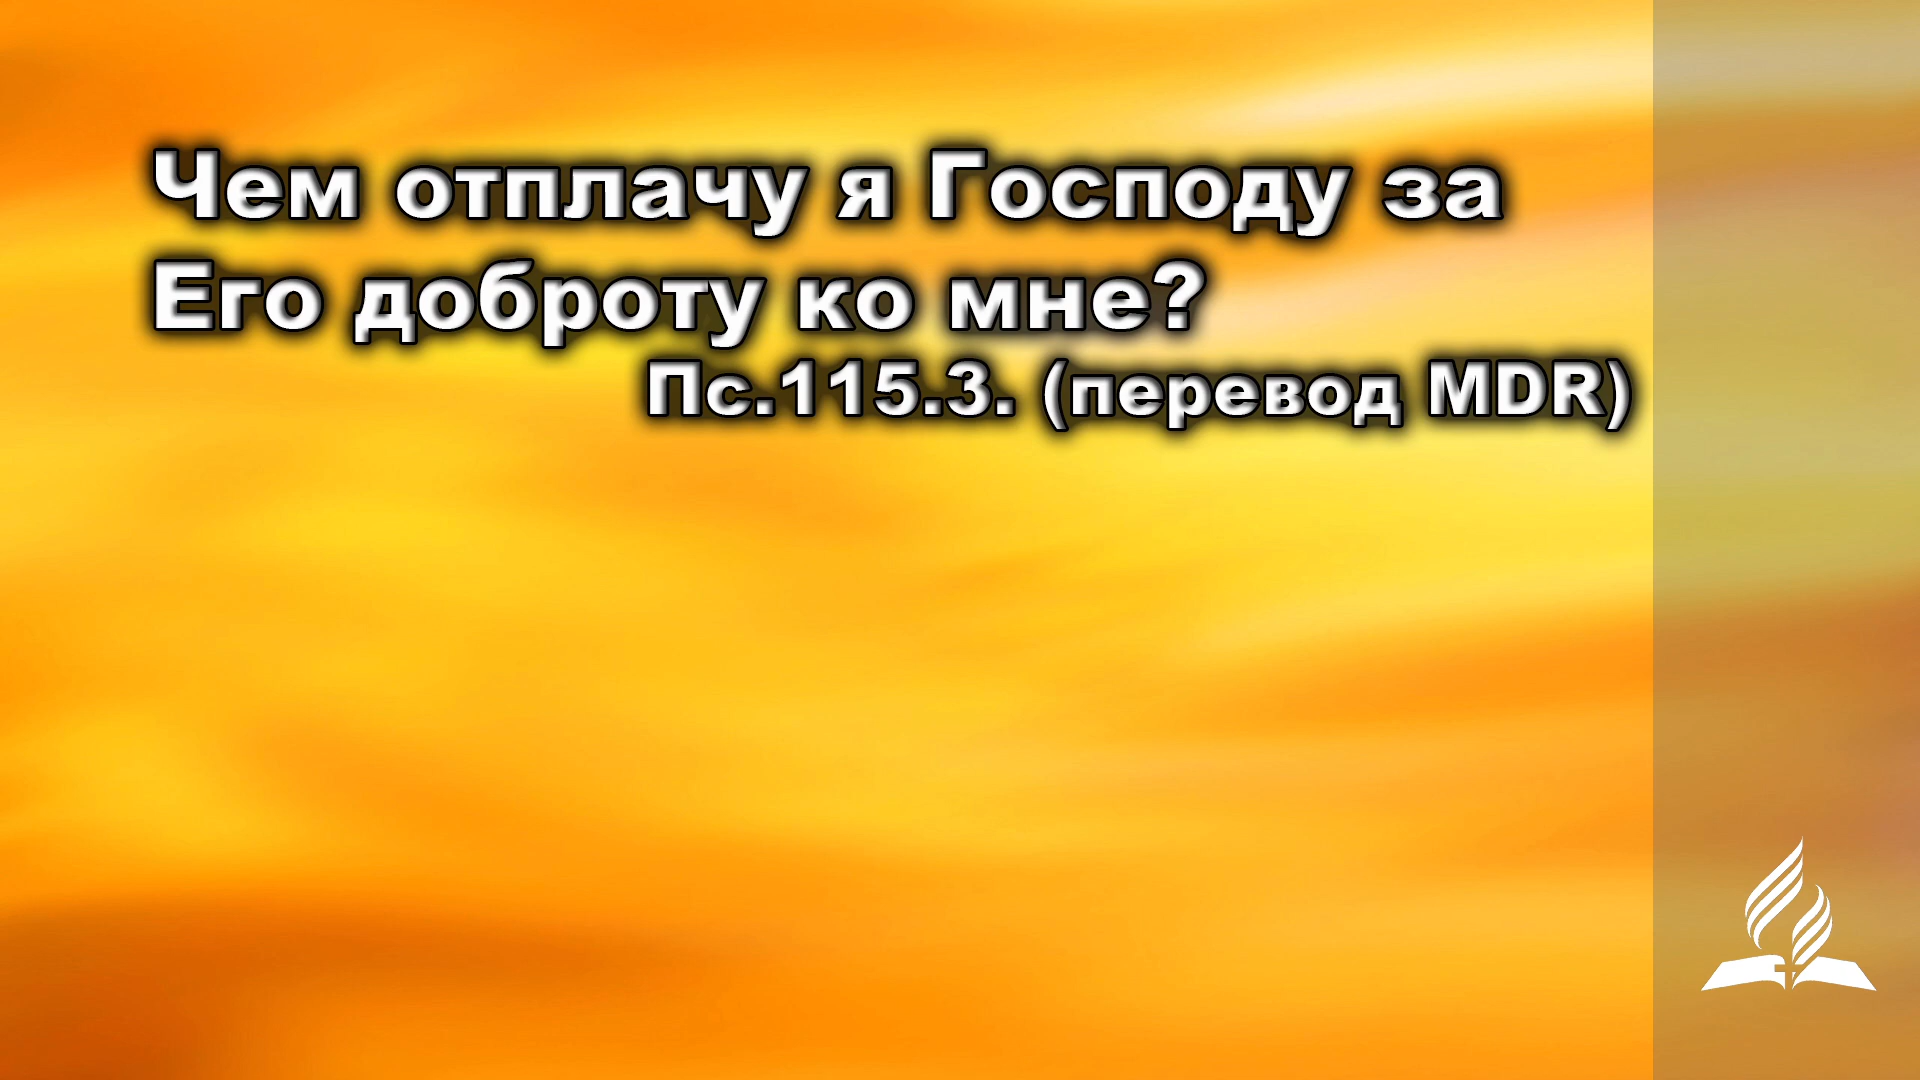 Чем отплачу я Господу за
Его доброту ко мне?
Пс.115.3. (перевод MDR)